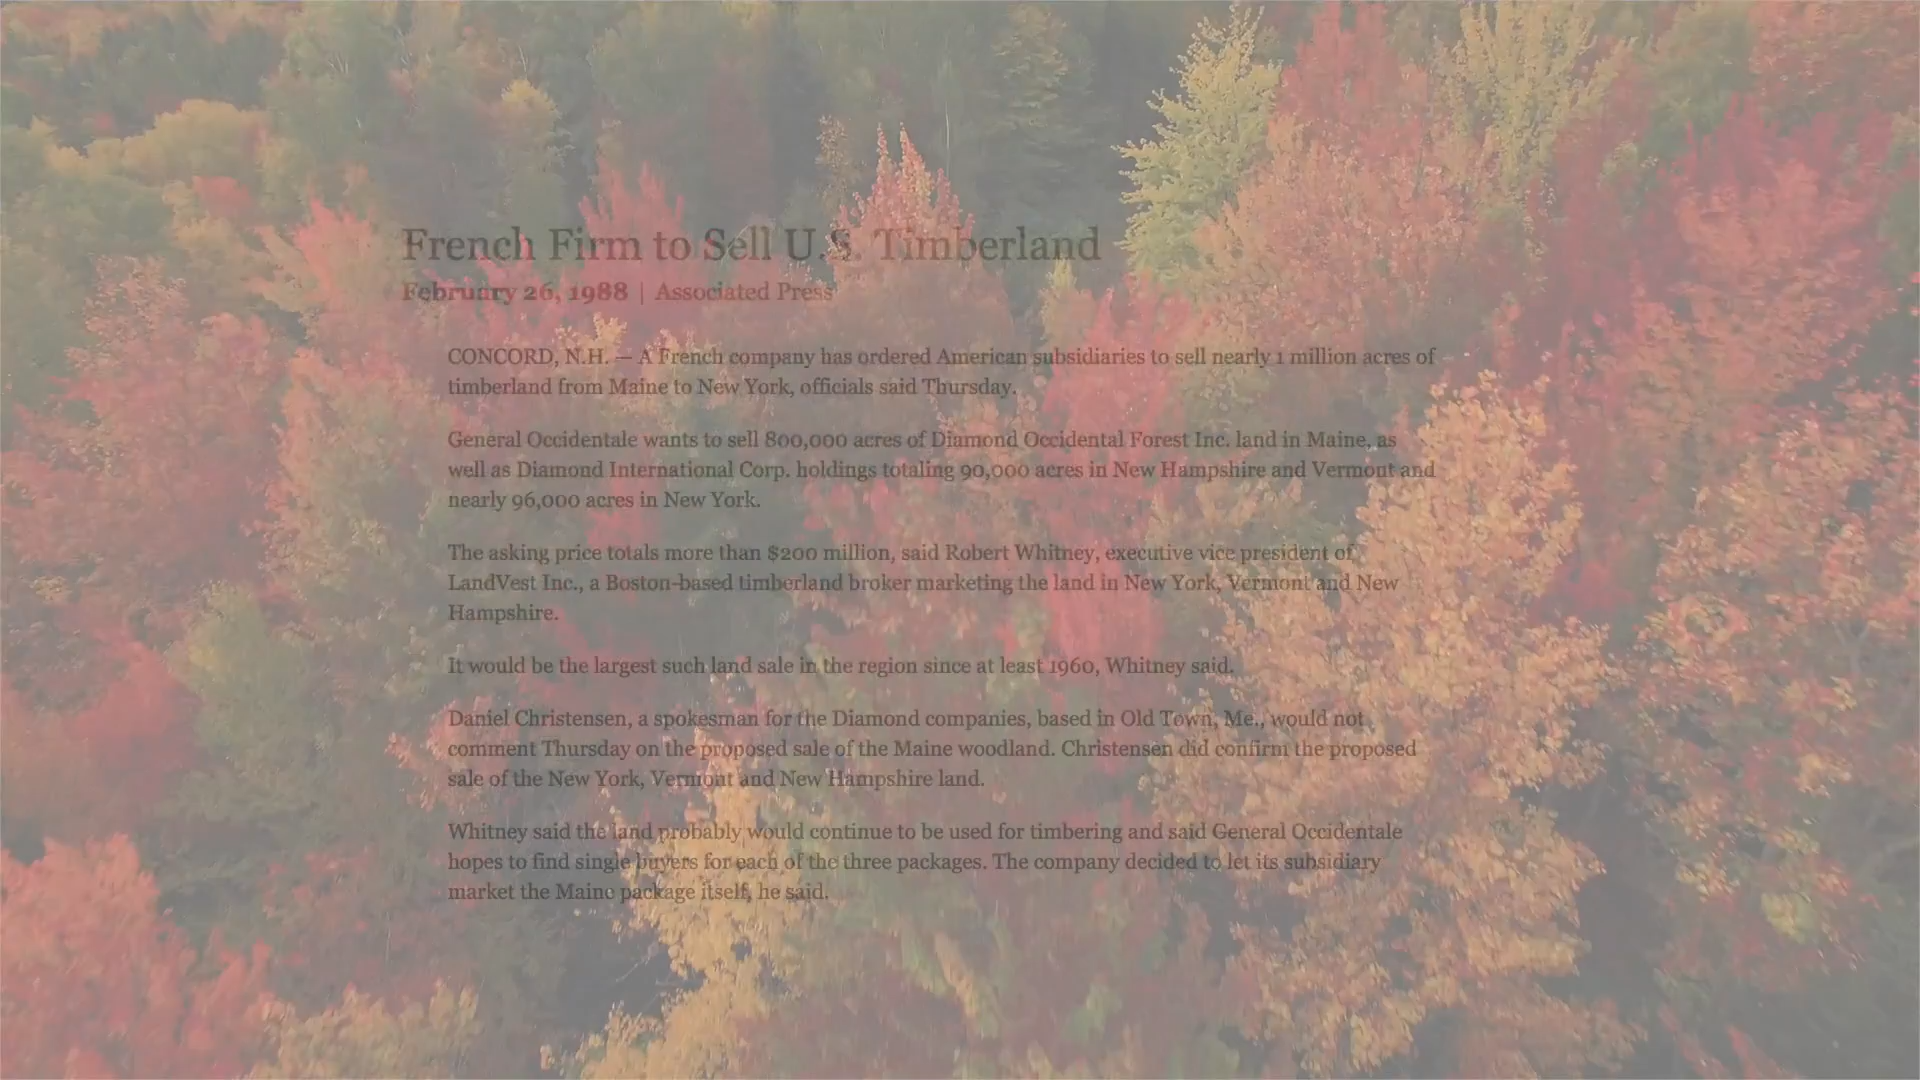 French Firm to Sell U.S. Timberland
February 26, 1988 | Associated Press
CONCORD, N.H. — A French company has ordered American subsidiaries to sell nearly 1 million acres of
timberland from Maine to New York, officials said Thursday.
General Occidentale wants to sell 800,000 acres of Diamond Occidental Forest Inc. land in Maine, as
well as Diamond International Corp. holdings totaling 90,000 acres in New Hampshire and Vermont and
nearly 96,000 acres in New York.
The asking price totals more than $200 million, said Robert Whitney, executive vice president of
LandVest Inc., a Boston-based timberland broker marketing the land in New York, Vermont and New
Hampshire.
It would be the largest such land sale in the region since at least 1960, Whitney said.
Daniel Christensen, a spokesman for the Diamond companies, based in Old Town, Me., would not
comment Thursday on the proposed sale of the Maine woodland. Christensen did confirm the proposed
sale of the New York, Vermont and New Hampshire land.
Whitney said the land probably would continue to be used for timbering and said General Occidentale
hopes to find single buyers for each of the three packages. The company decided to let its subsidiary
market the Maine package itself, he said.